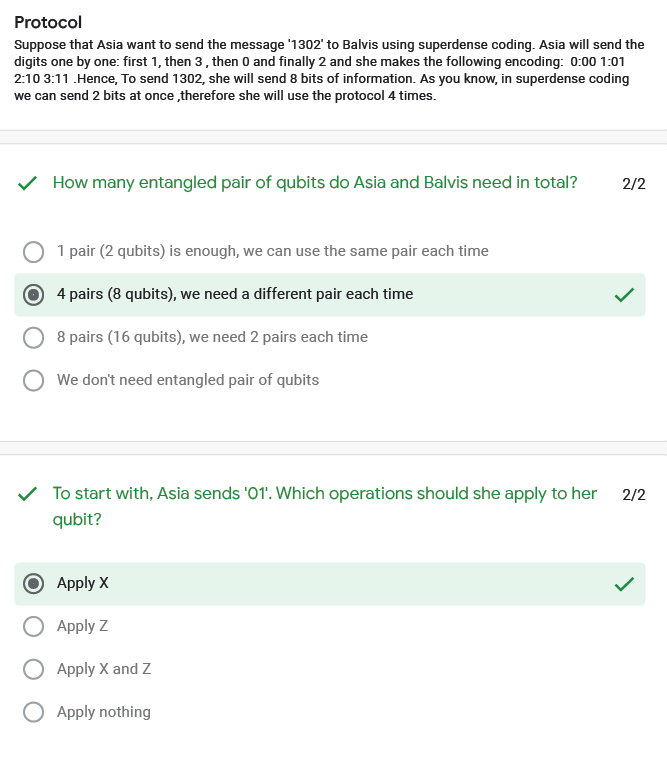 Protocol
Suppose that Asia want to send the message '1302' to Balvis using superdense coding. Asia will send the
digits one by one: first 1, then 3 , then 0 and finally 2 and she makes the following encoding:  0:00 1:01
2:10 3:11 .Hence, To send 1302, she will send 8 bits of information. As you know, in superdense coding
we can send 2 bits at once ,therefore she will use the protocol 4 times.
How many entangled pair of qubits do Asia and Balvis need in total? 2/2
1 pair (2 qubits) is enough, we can use the same pair each time
4 pairs (8 qubits), we need a different pair each time
8 pairs (16 qubits), we need 2 pairs each time
We don't need entangled pair of qubits
To start with, Asia sends '01'. Which operations should she apply to her 2/2
qubit?
Apply X
Apply Z
Apply X and Z
Apply nothing